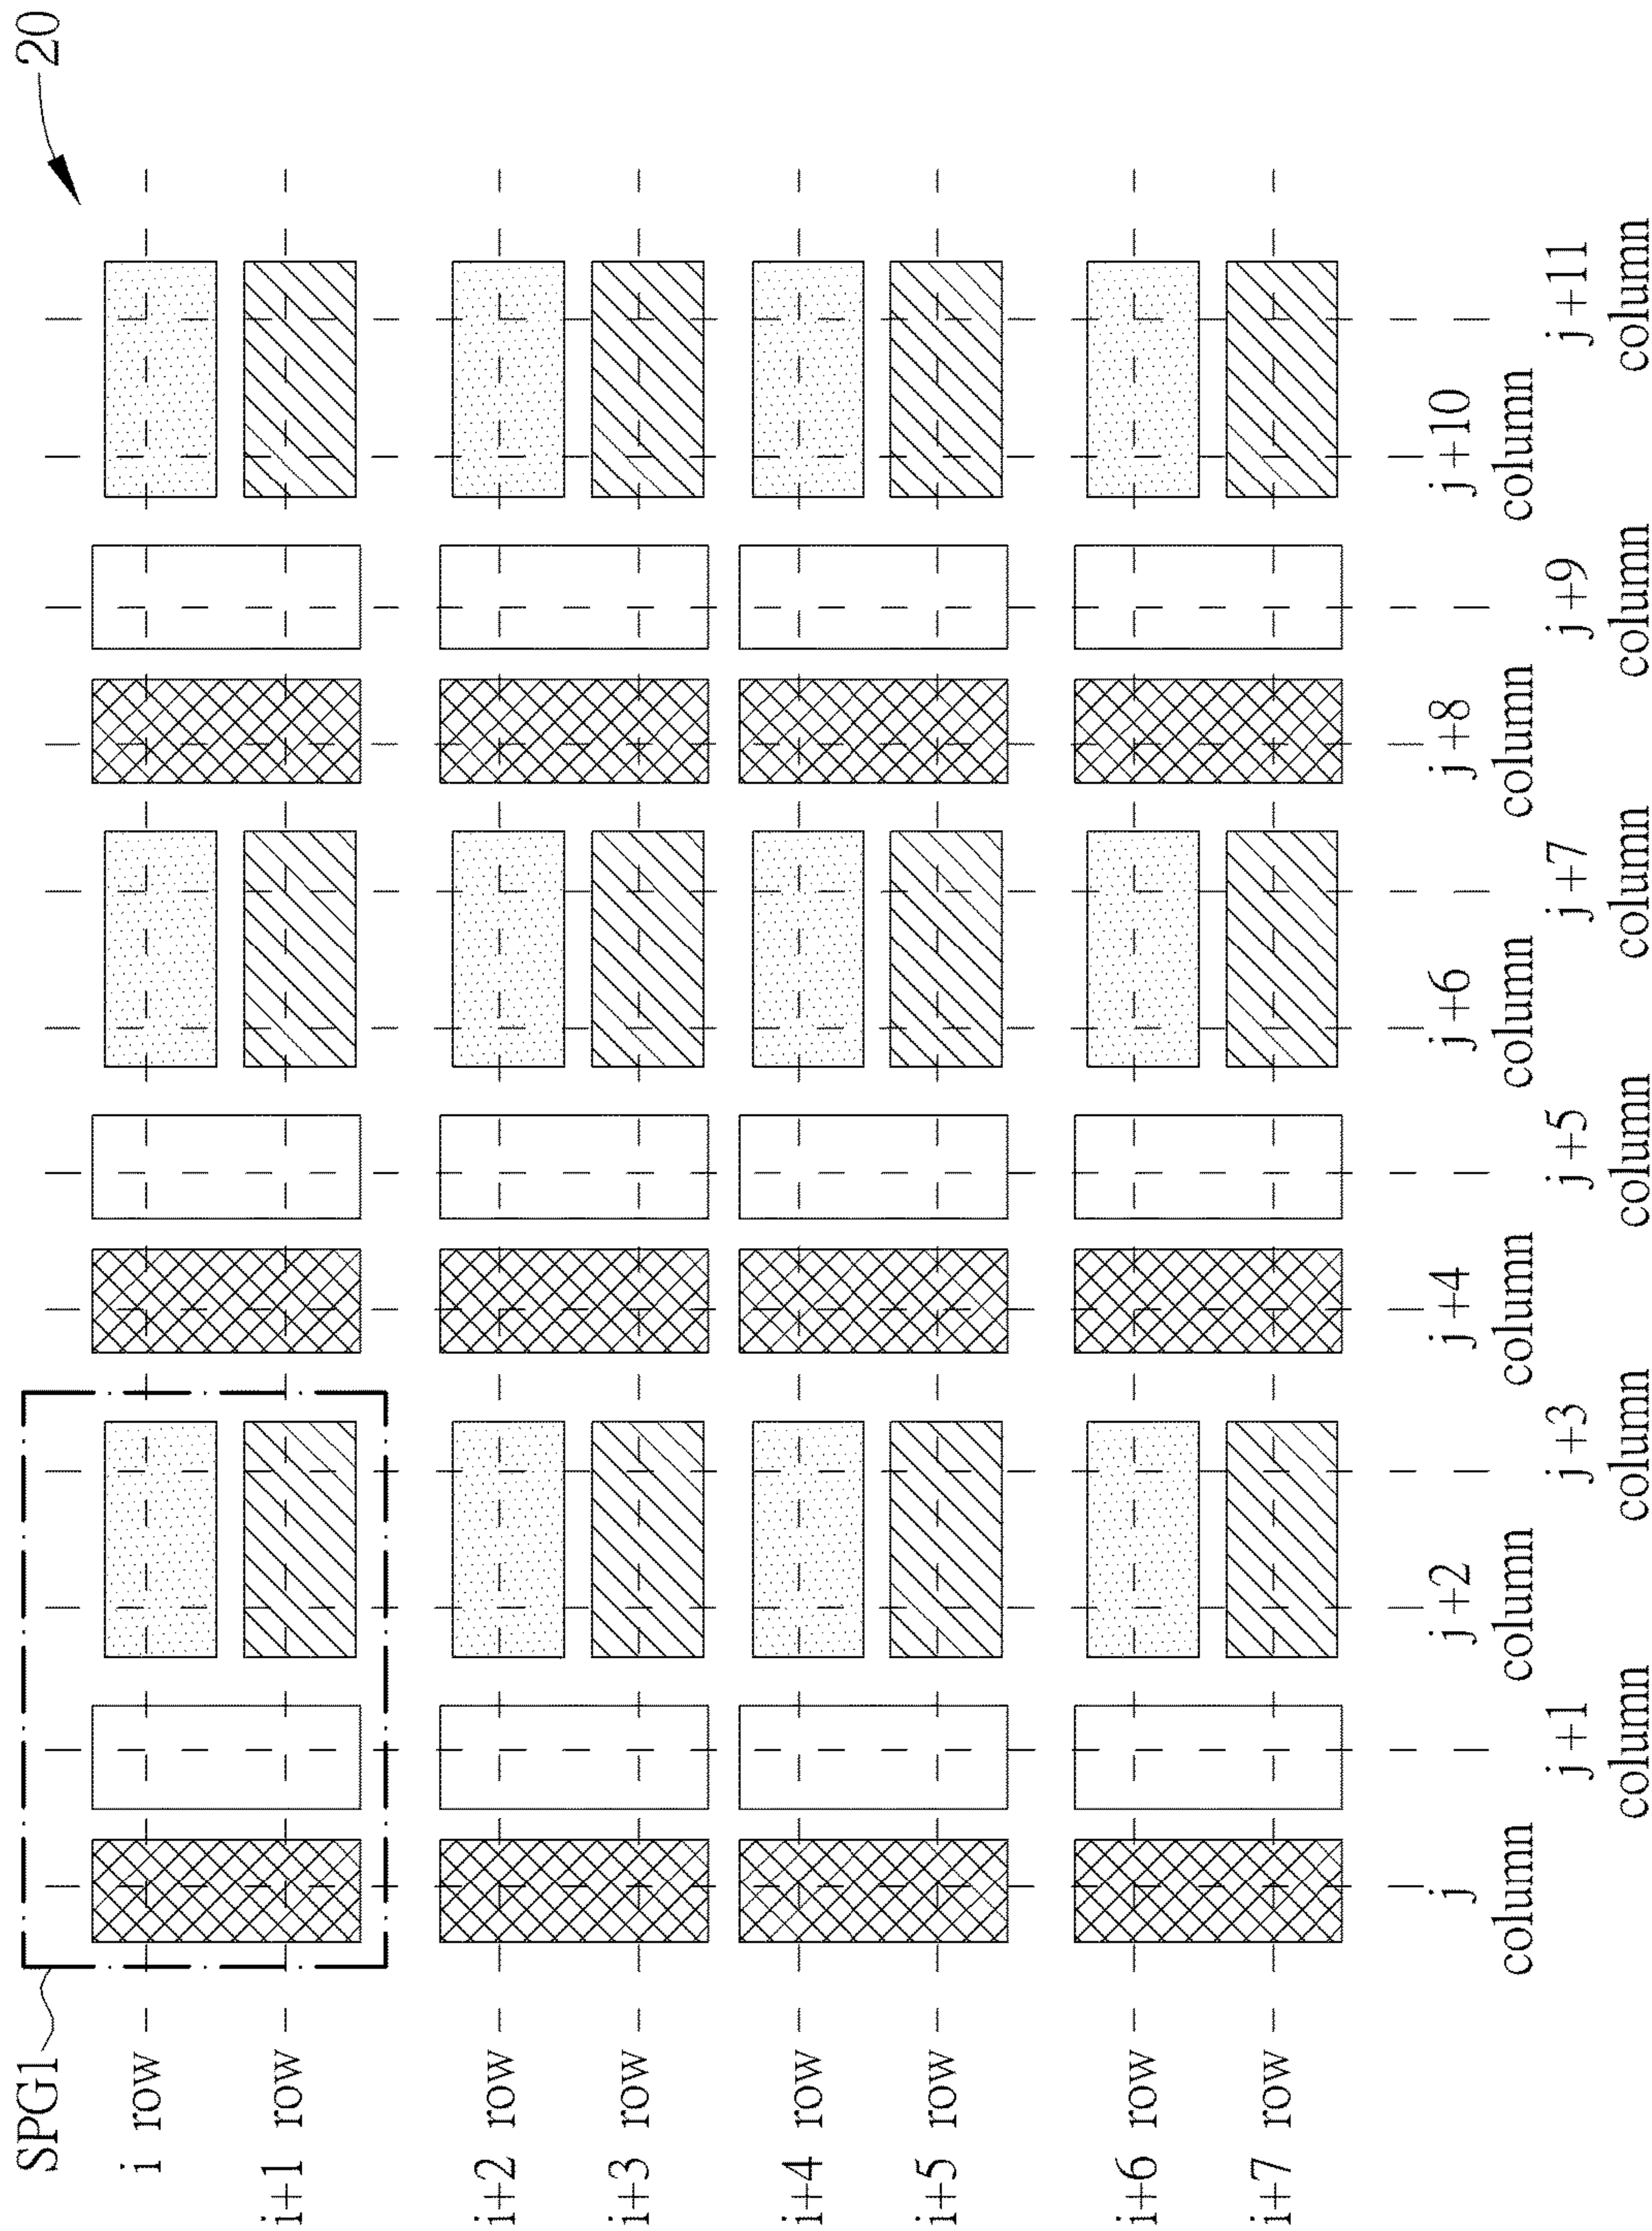 20
SPG1
i row
i+1 row
i+2 row
i+3 row
i+4 row
i+5 row
i+6 row
i+7 row
j
column
j+1
column
j+2
column
j+3
column
j+4
column
j+5
column
j+6
column
j+7
column
j+8
column
j+9
column
j+10
column
j+11
column